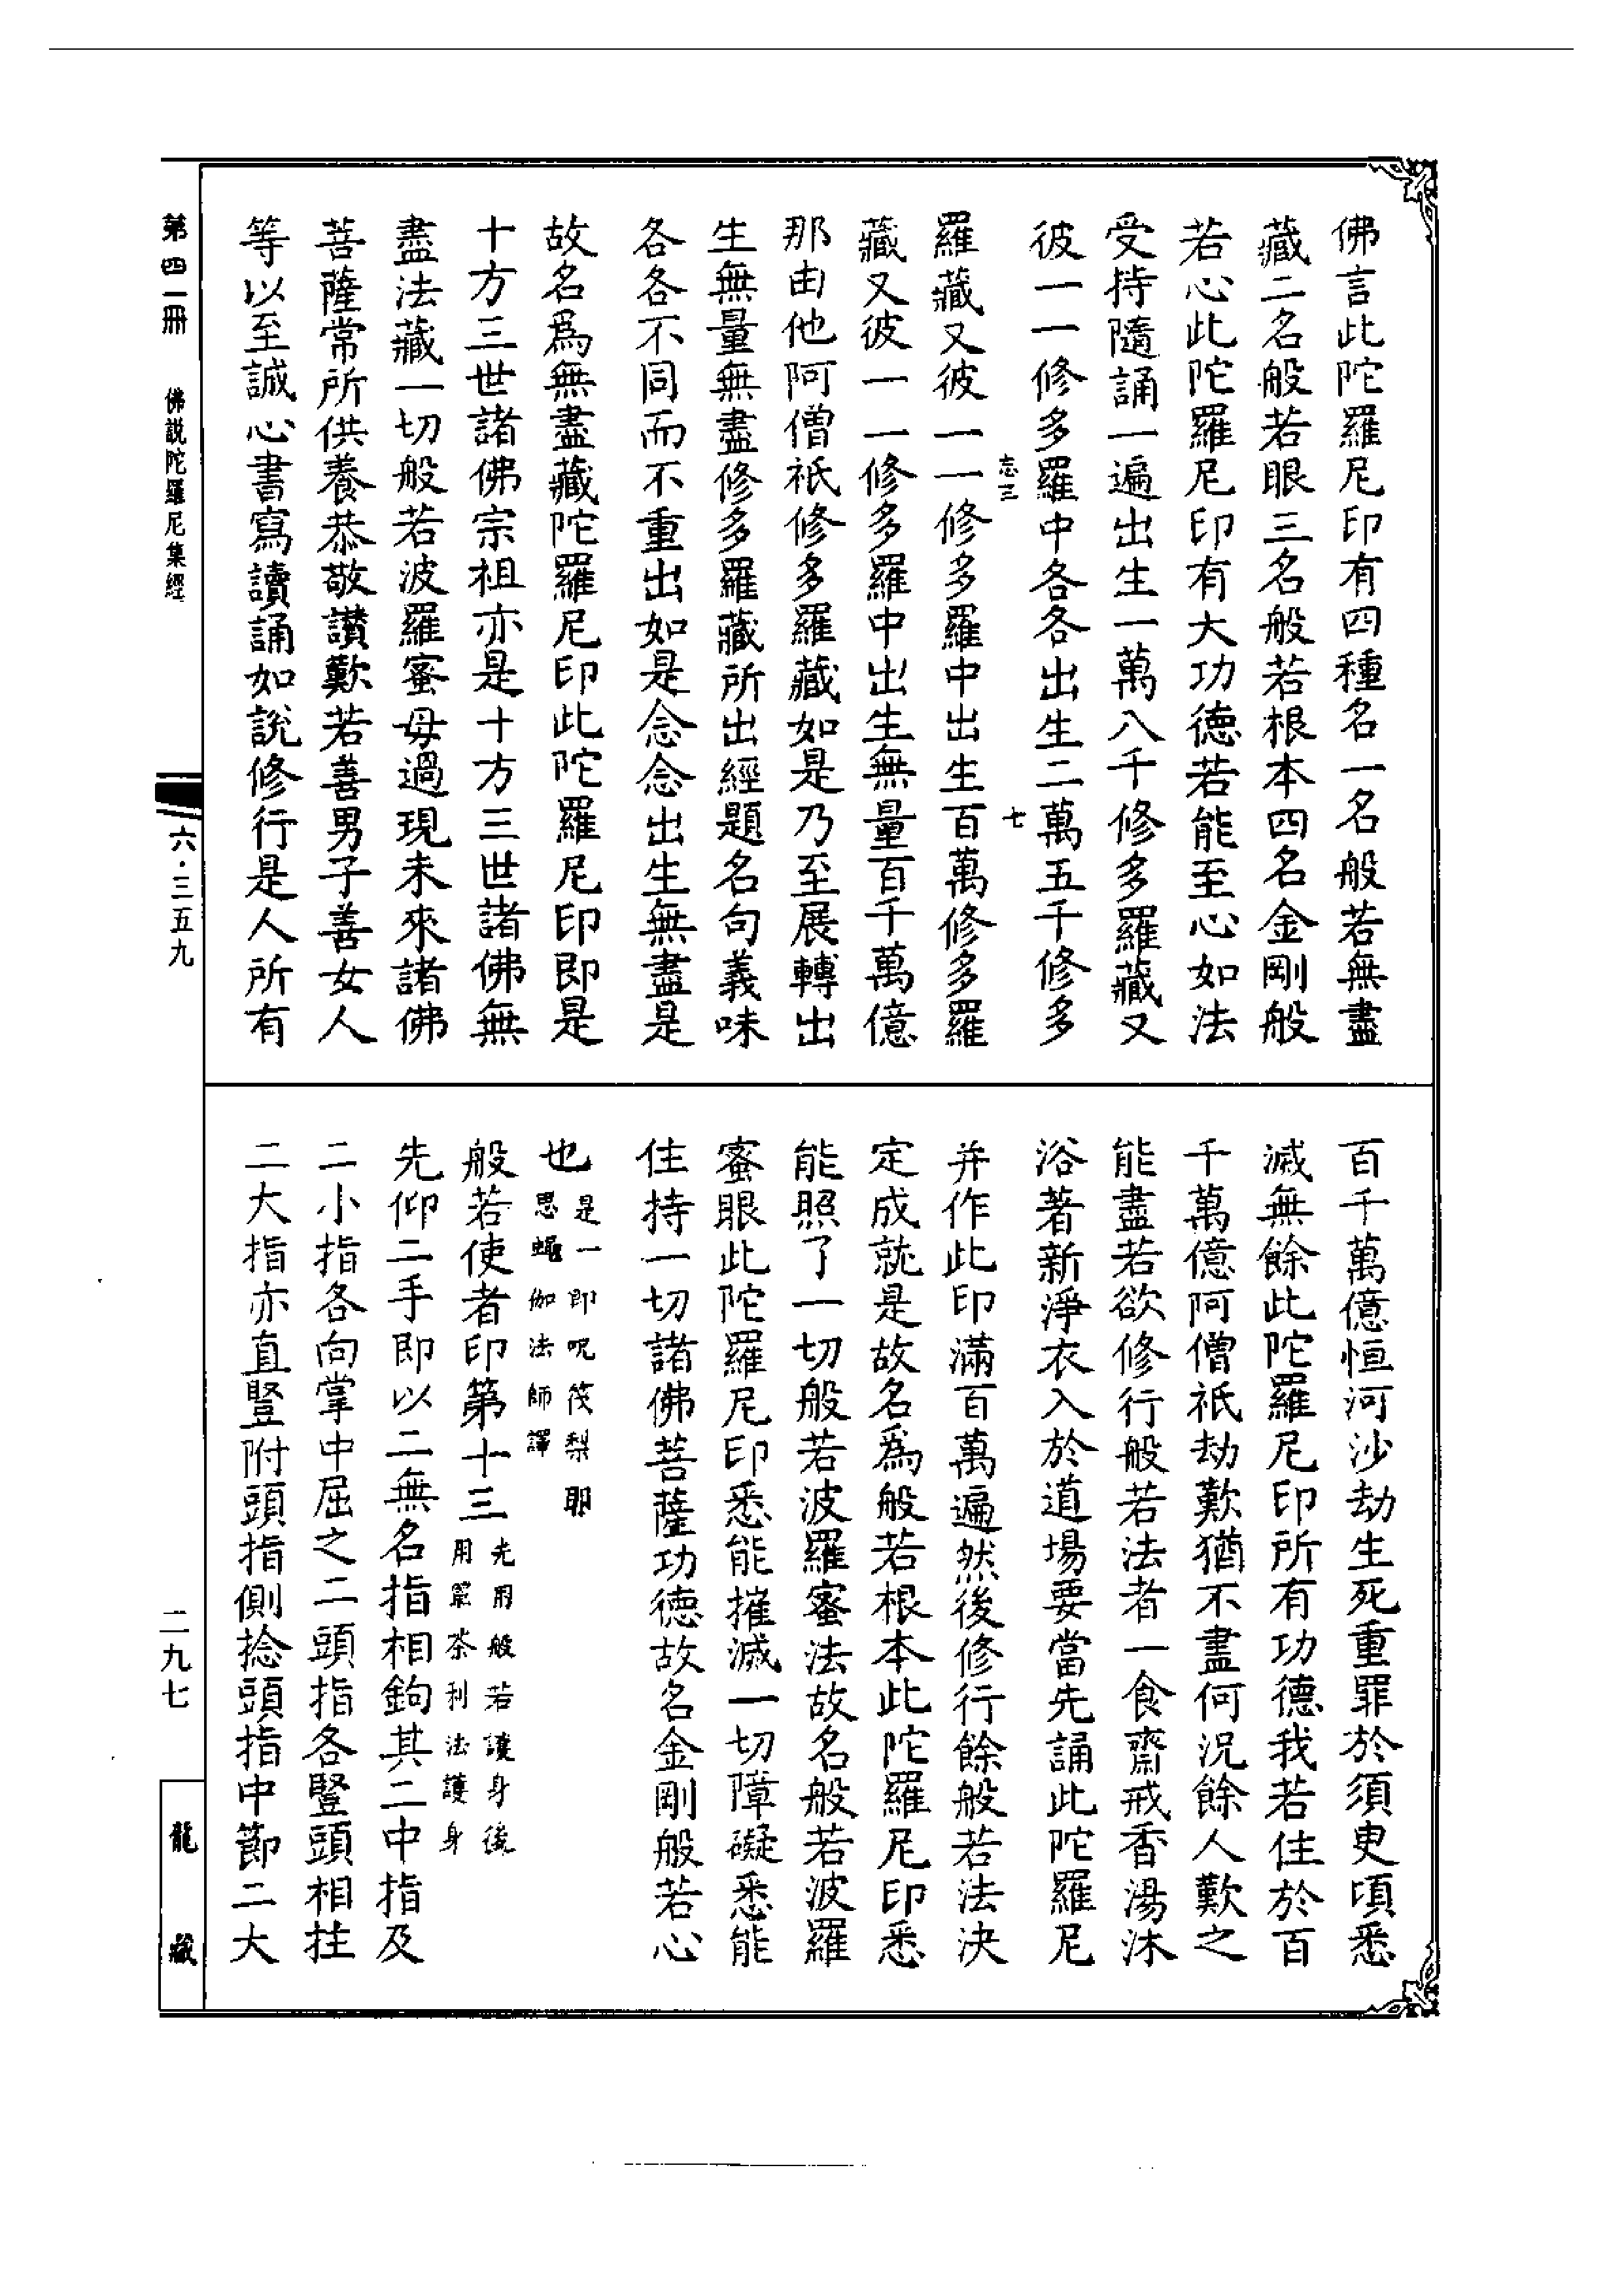 佛言此陀羅尼印有四種名一名般若無盡
藏二名般若眼三名般若根本四名金剛般
若心此陀羅尼印有大功德若能至心如法
受持隨誦一遍出生一萬八千修多羅藏又
彼一一修多羅中各各出生二萬五千修多
七
羅藏又彼一一修多羅中出生百萬修多羅
藏又彼一一修多羅中出生無量百千萬億
那由他阿僧祇修多羅藏如是乃至展轉出
生無量無盡修多羅藏所出經題名句義味
各各不同而不重出如是念念出生無盡是
故名爲無盡藏陀羅尼印此陀羅尼印即是
十方三世諸佛宗祖亦是十方三世諸佛無
盡法藏一切般若波羅蜜母過現未來諸佛
菩薩常所供養恭敬讚歎若善男子善女人
等以至誠心書寫讀誦如說修行是人所有
百千萬億恒河沙劫生死重罪於須臾頃悉
滅無餘此陀羅尼印所有功德我若住於百
千萬億阿僧祇劫歎猶不盡何況餘人歎之
能盡若欲修行般若法者一食齋戒香湯沐
浴著新淨衣入於道場要當先誦此陀羅尼
并作此印滿百萬遍然後修行餘般若法決
定成就是故名爲般若根本此陀羅尼印悉
能照了一切般若波羅蜜法故名般若波羅
蜜眼此陀羅尼印悉能摧滅一切障礙悉能
住持一切諸佛菩薩功德故名金剛般若心
也是一即呪筏梨耶
思蠅伽法師譯
般若使者印第十三先用般若護身後
用荼利法護身
先仰二手即以二無名指相鉤其二中指及
二小指各向掌中屈之二頭指各豎頭相拄
二大指亦直豎附頭指側捻頭指中節二大
第四一冊 佛說陀羅尼集經
六·三五九
二九七
龍藏